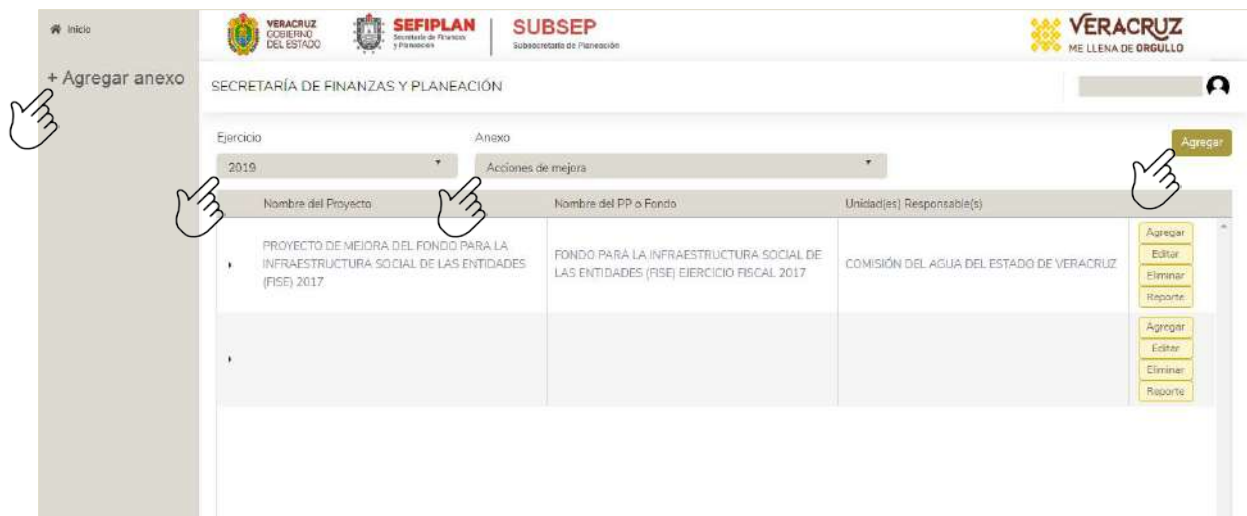 Inicio
VERACRUZ
GOBIERNO
DEL ESTADO
SEFIPLAN
Secretaría de Finanzas
y Planeación
SUBSEP
Subsecretaría de Planeación
VERACRUZ
ME LLENA DE ORGULLO
+ Agregar anexo
SECRETARÍA DE FINANZAS Y PLANEACIÓN
Ejercicio
Anexo
Agregar
2019
Acciones de mejora
Nombre del Proyecto
Nombre del PP o Fondo
Unidad(es) Responsable(s)
PROYECTO DE MEJORA DEL FONDO PARA LA
INFRAESTRUCTURA SOCIAL DE LAS ENTIDADES
(FISE) 2017
FONDO PARA LA INFRAESTRUCTURA SOCIAL DE
LAS ENTIDADES (FISE) EJERCICIO FISCAL 2017
COMISIÓN DEL AGUA DEL ESTADO DE VERACRUZ
Agregar
Editar
Eliminar
Reporte
Agregar
Editar
Eliminar
Reporte